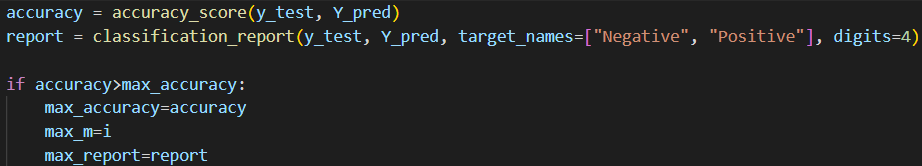 accuracy = accuracy_score(y_test, Y_pred)
report = classification_report(y_test, Y_pred, target_names=["Negative", "Positive"], digits=4)

if accuracy>max_accuracy:
    max_accuracy=accuracy
    max_m=i
    max_report=report